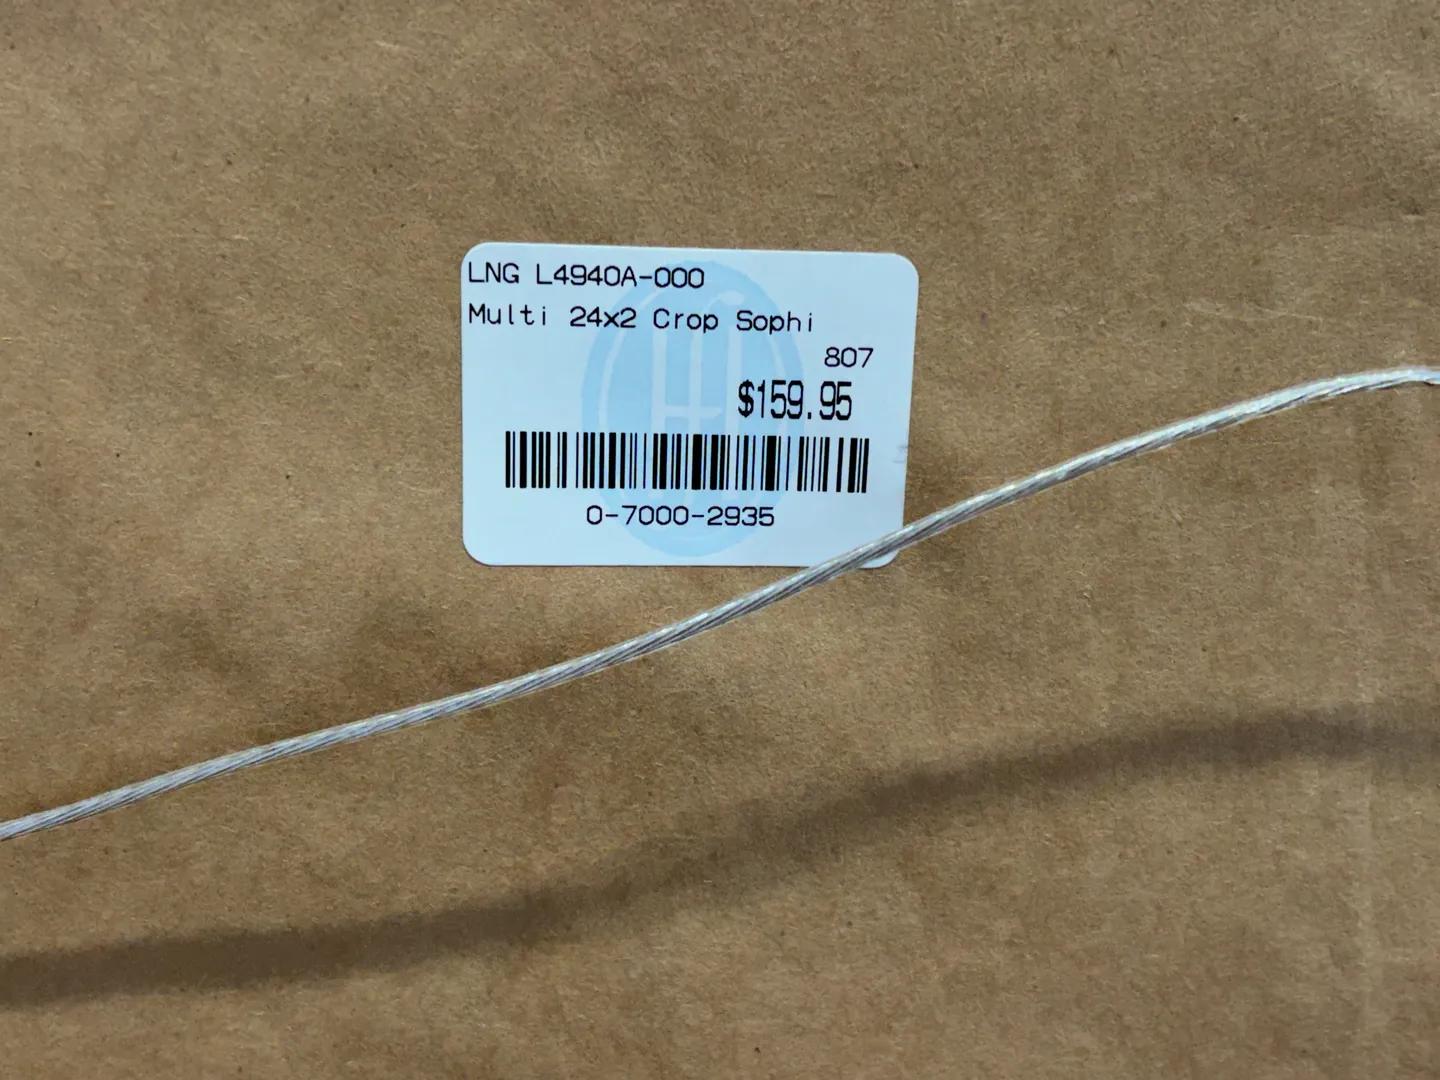 LNG L4940A-000
Multi 24x2 Crop Sophi
807
$159.95
0-7000-2935